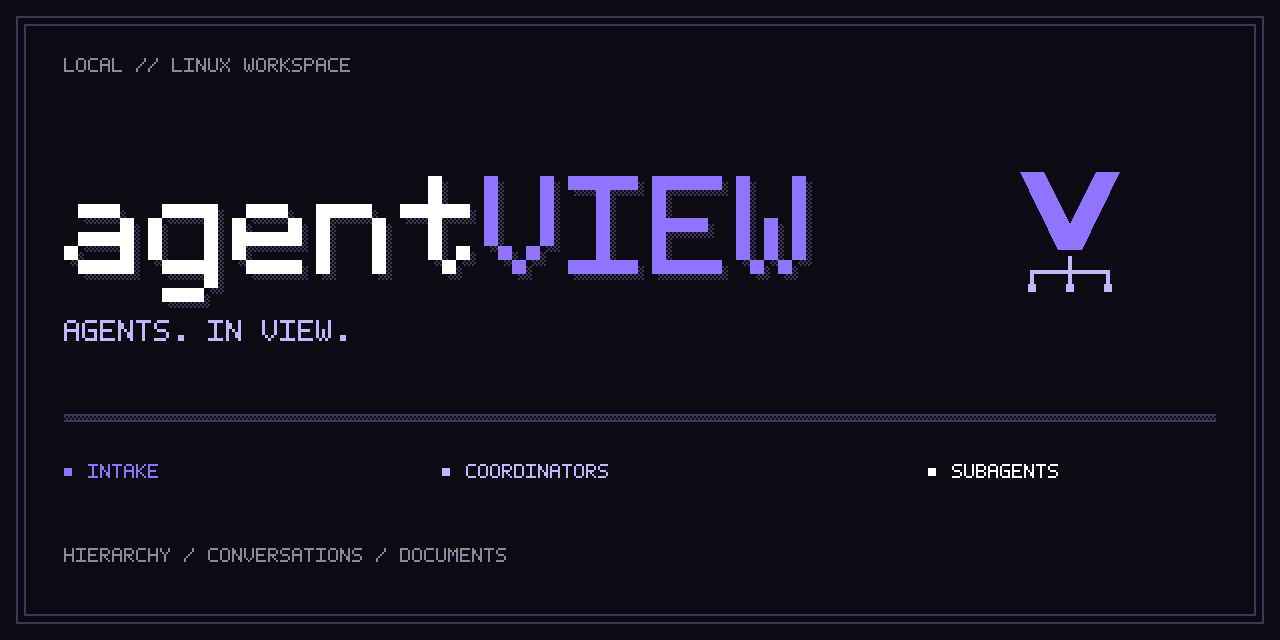 LOCAL // LINUX WORKSPACE
agentVIEW
V
AGENTS. IN VIEW.
INTAKE
COORDINATORS
SUBAGENTS
HIERARCHY / CONVERSATIONS / DOCUMENTS